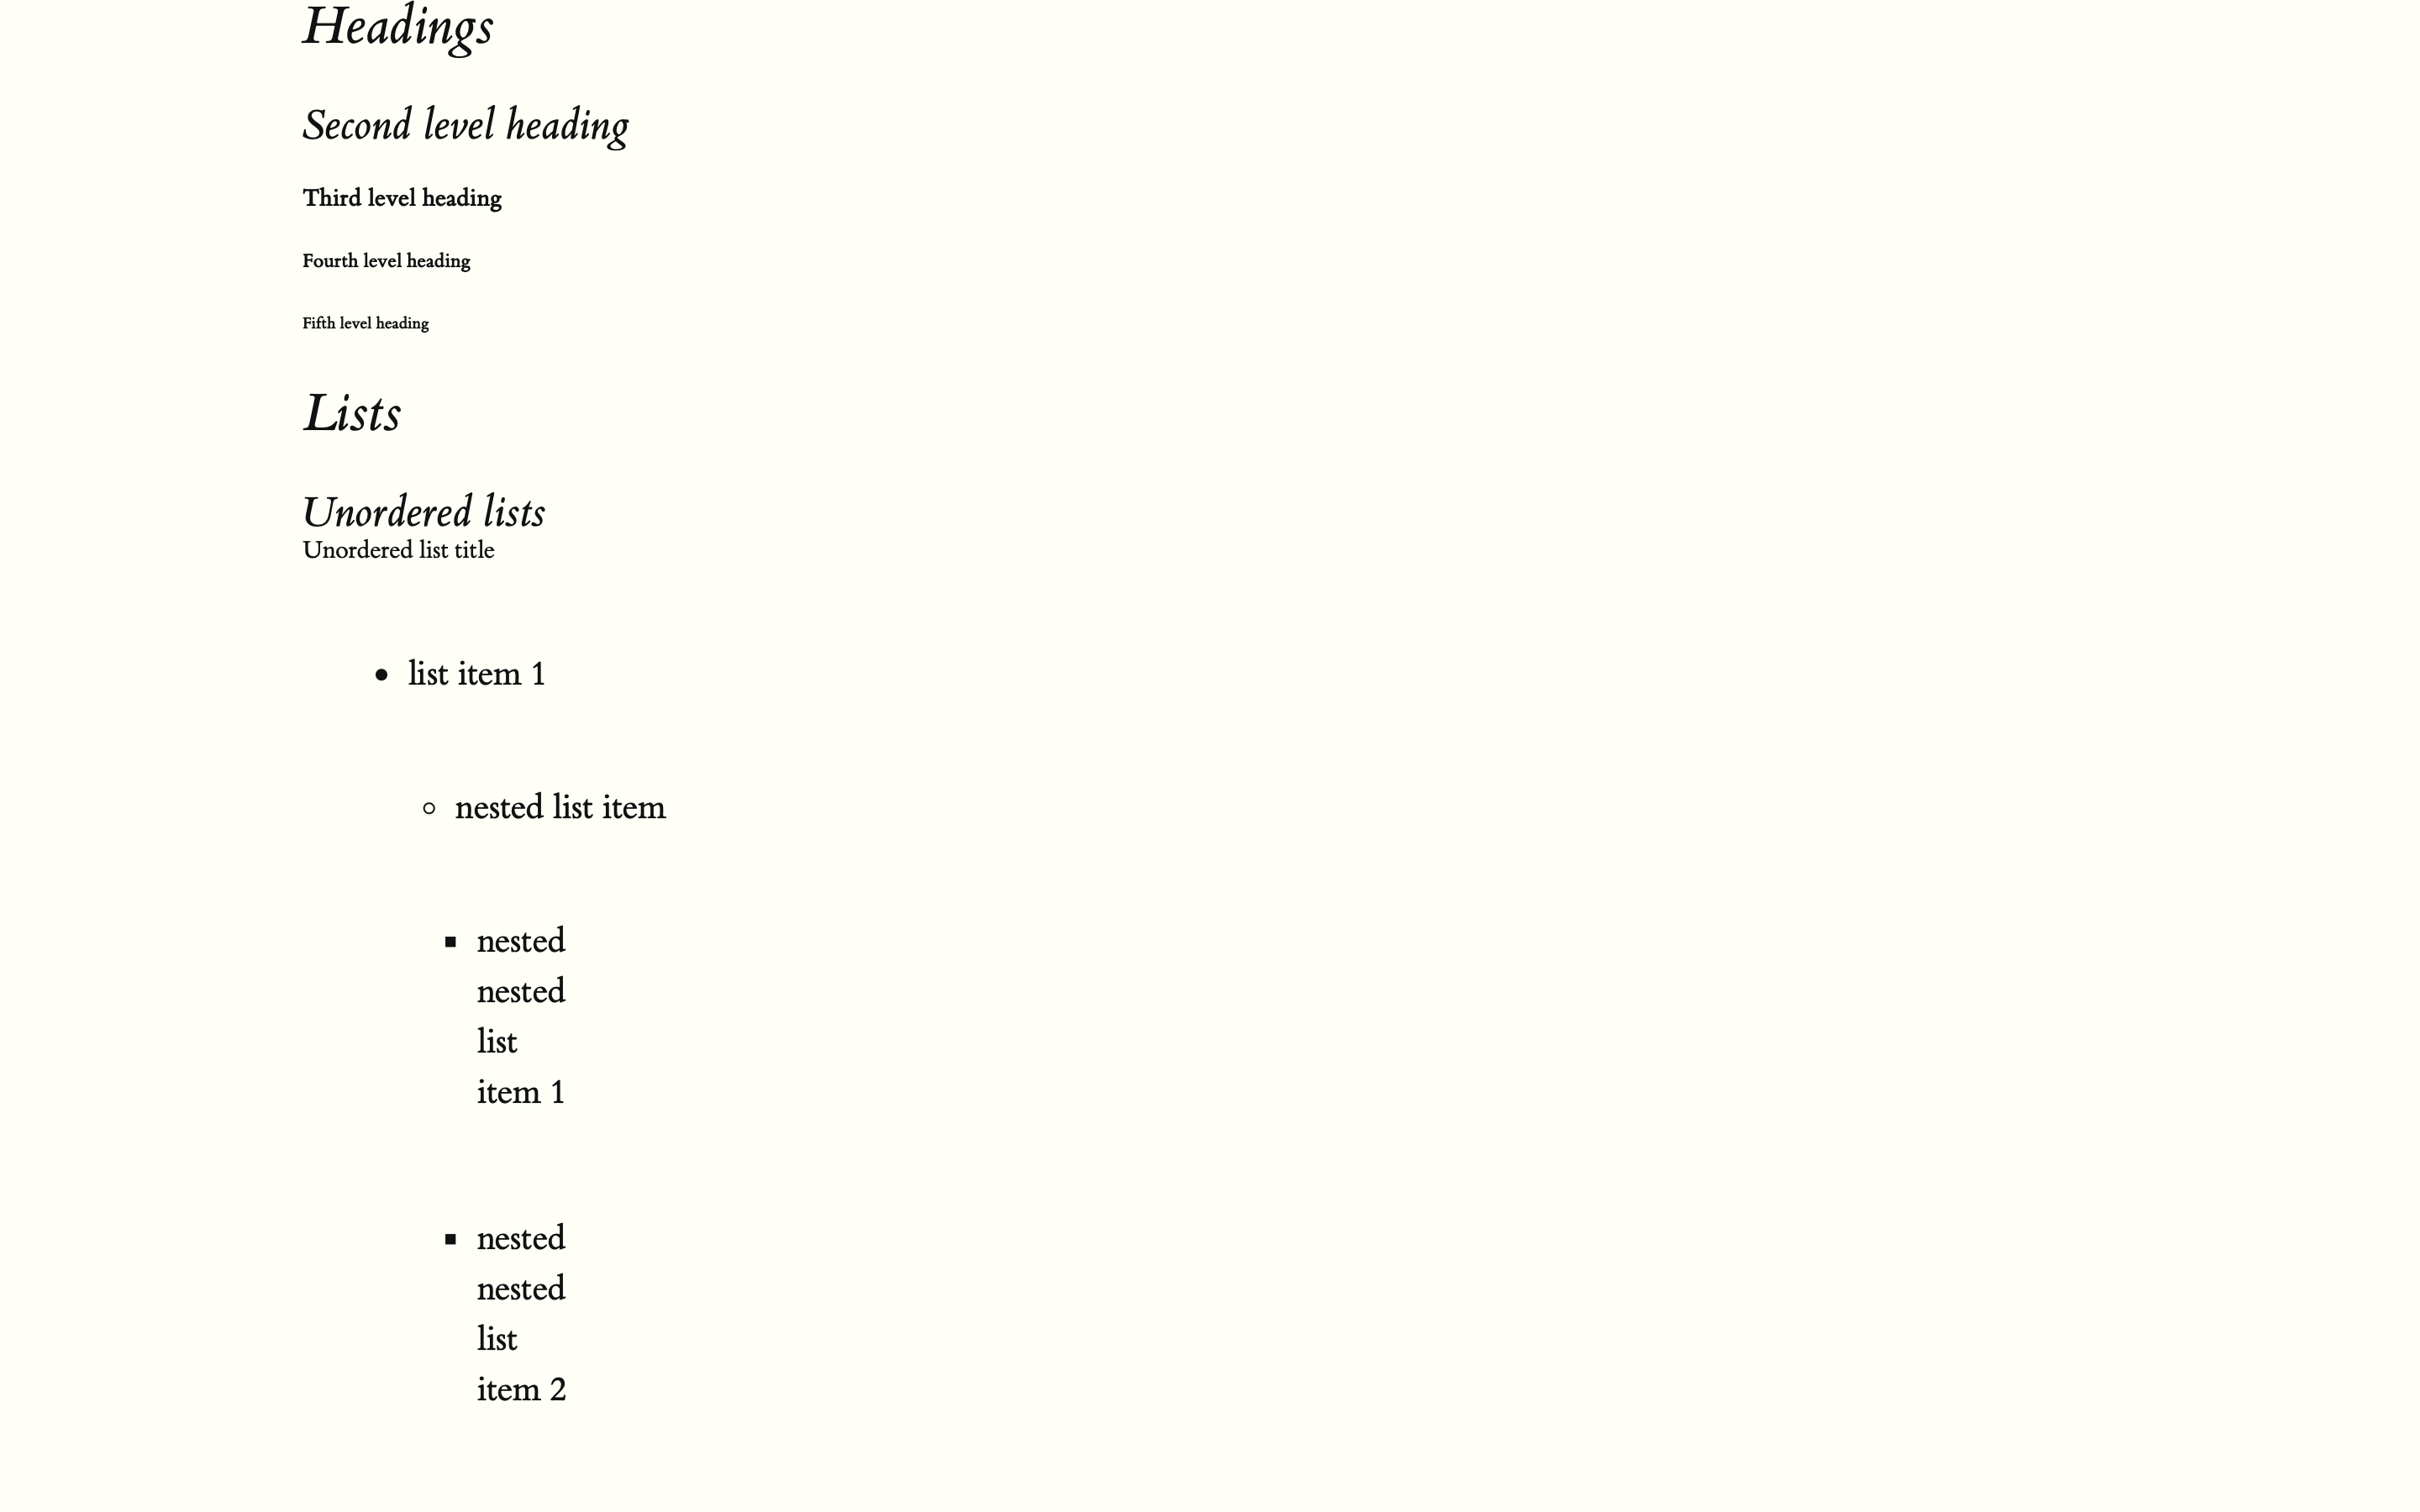 Headings
Second level heading
Third level heading
Fourth level heading
Fifth level heading
Lists
Unordered lists
Unordered list title
• list item 1
◦ nested list item
▪ nested
nested
list
item 1
▪ nested
nested
list
item 2